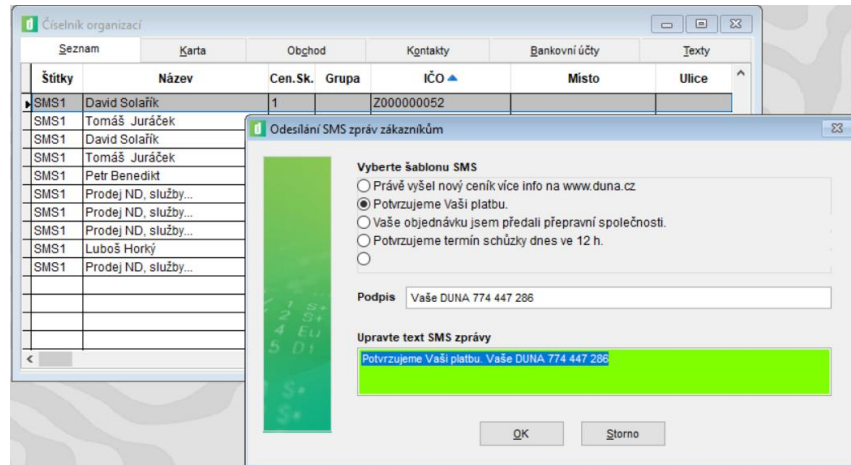 Číselník organizací
Seznam Karta Obchod Kontakty Bankovní účty Texty
Štítky Název Cen.Sk. Grupa IČO Místo Ulice
SMS1 David Solařík 1 Z000000052
SMS1 Tomáš Juráček
SMS1 David Solařík
SMS1 Tomáš Juráček
SMS1 Petr Benedikt
SMS1 Prodej ND, služby...
SMS1 Prodej ND, služby...
SMS1 Prodej ND, služby...
SMS1 Luboš Horký
SMS1 Prodej ND, služby...
Odesílání SMS zpráv zákazníkům
Vyberte šablonu SMS
Právě vyšel nový ceník více info na www.duna.cz
Potvrzujeme Vaši platbu.
Vaše objednávku jsem předali přepravní společnosti.
Potvrzujeme termín schůzky dnes ve 12 h.
Podpis Vaše DUNA 774 447 286
Upravte text SMS zprávy
Potvrzujeme Vaši platbu. Vaše DUNA 774 447 286
OK Storno